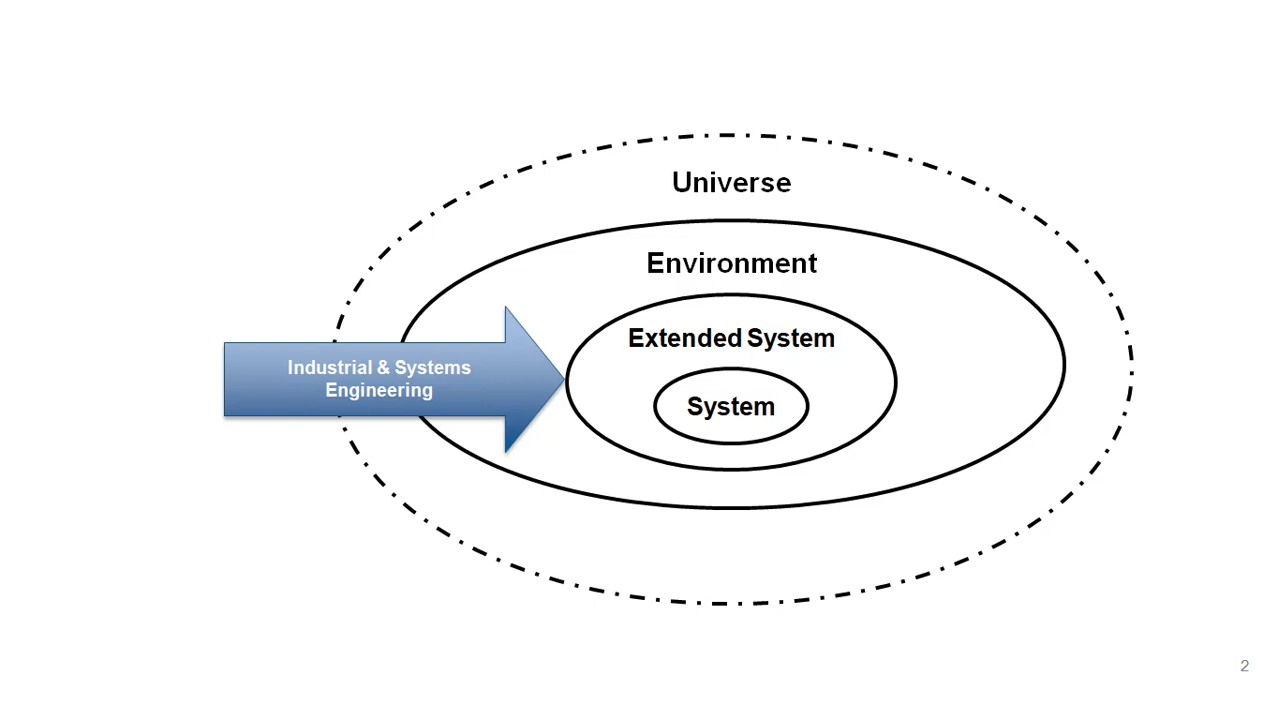 Universe
Environment
Extended System
Industrial & Systems
Engineering
System
2